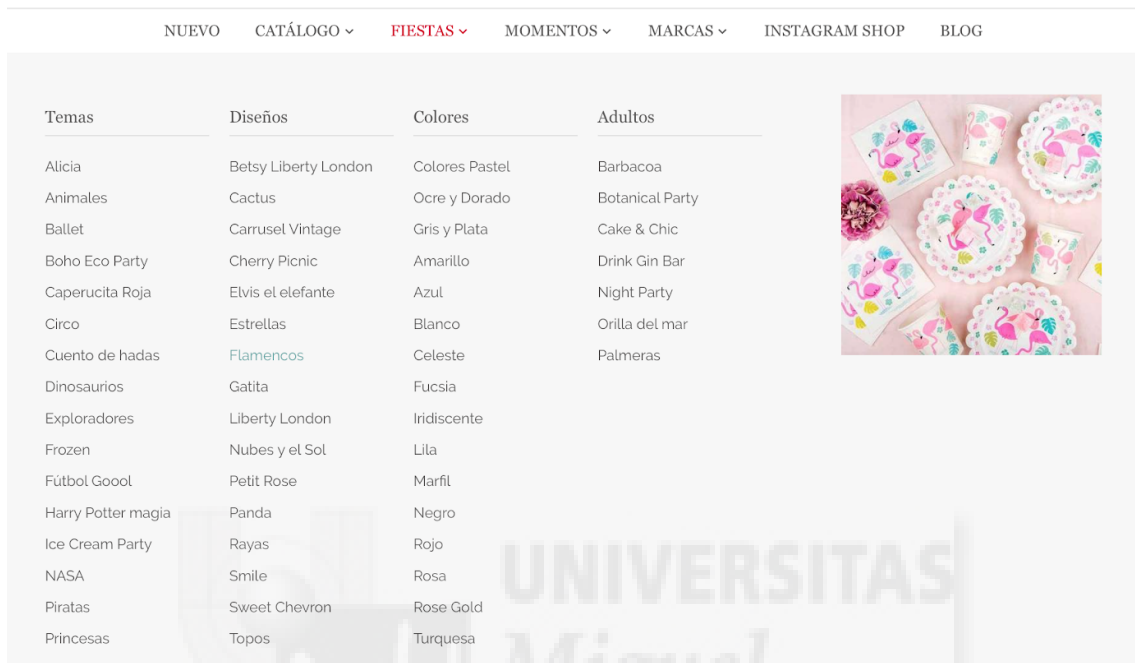 NUEVO CATÁLOGO FIESTAS MOMENTOS MARCAS INSTAGRAM SHOP BLOG
Temas
Alicia
Animales
Ballet
Boho Eco Party
Caperucita Roja
Circo
Cuento de hadas
Dinosaurios
Exploradores
Frozen
Fútbol Goool
Harry Potter magia
Ice Cream Party
NASA
Piratas
Princesas
Diseños
Betsy Liberty London
Cactus
Carrusel Vintage
Cherry Picnic
Elvis el elefante
Estrellas
Flamencos
Gatita
Liberty London
Nubes y el Sol
Petit Rose
Panda
Rayas
Smile
Sweet Chevron
Topos
Colores
Colores Pastel
Ocre y Dorado
Gris y Plata
Amarillo
Azul
Blanco
Celeste
Fucsia
Iridiscente
Lila
Marfil
Negro
Rojo
Rosa
Rose Gold
Turquesa
Adultos
Barbacoa
Botanical Party
Cake & Chic
Drink Gin Bar
Night Party
Orilla del mar
Palmeras
UNIVERSITAS
Miguel